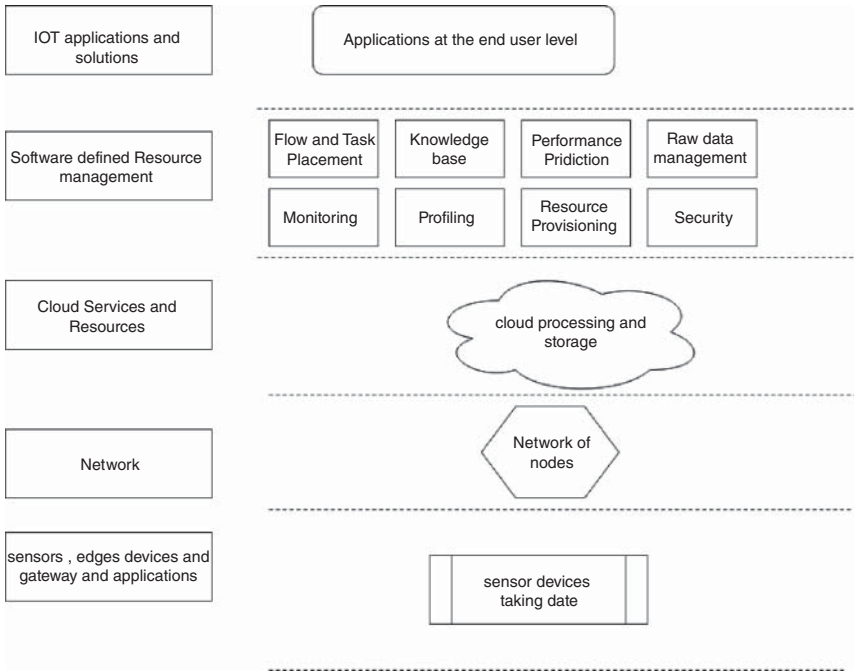 IOT applications and
solutions
Applications at the end user level
Software defined Resource
management
Flow and Task
Placement
Knowledge
base
Performance
Pridiction
Raw data
management
Monitoring
Profiling
Resource
Provisioning
Security
Cloud Services and
Resources
cloud processing and
storage
Network
Network of
nodes
sensors , edges devices and
gateway and applications
sensor devices
taking date